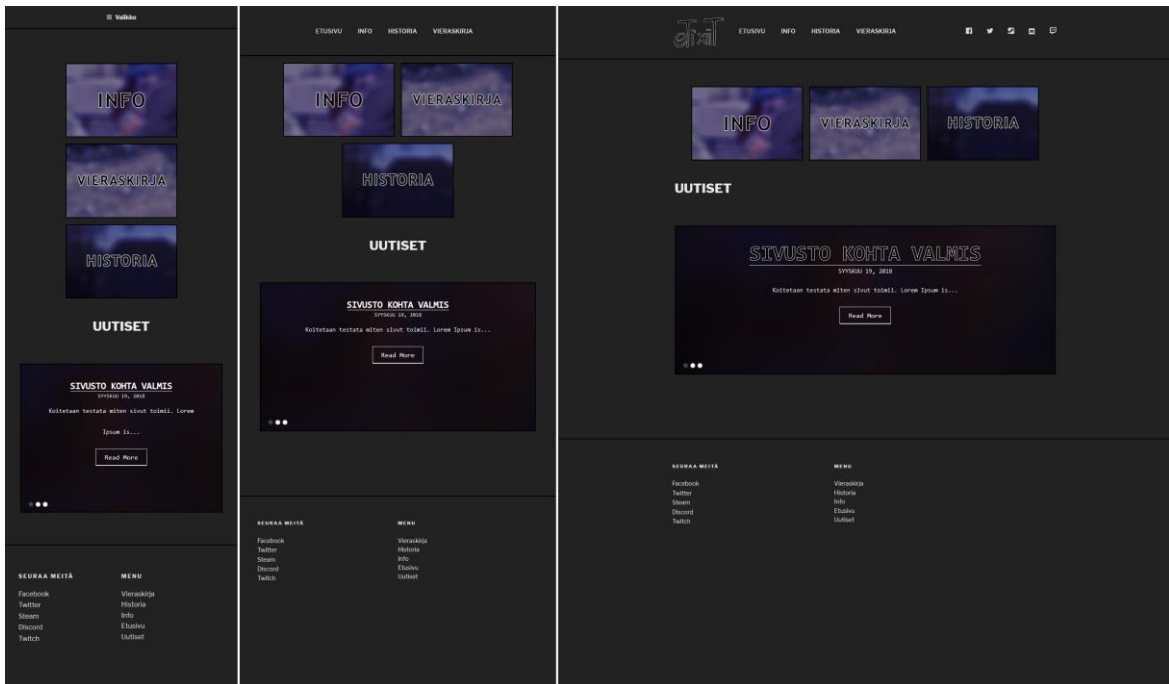 Valikko
INFO
VIERASKIRJA
HISTORIA
UUTISET
SIVUSTO KOHTA VALMIS
SYYSKUU 19, 2018
Koitetaan testata miten sivut toimii. Lorem
Ipsum is...
Read More
SEURAA MEITÄ
Facebook
Twitter
Steam
Discord
Twitch
MENU
Vieraskirja
Historia
Info
Etusivu
Uutiset
ETUSIVU INFO HISTORIA VIERASKIRJA
INFO VIERASKIRJA
HISTORIA
UUTISET
SIVUSTO KOHTA VALMIS
SYYSKUU 19, 2018
Koitetaan testata miten sivut toimii. Lorem Ipsum is...
Read More
SEURAA MEITÄ
Facebook
Twitter
Steam
Discord
Twitch
MENU
Vieraskirja
Historia
Info
Etusivu
Uutiset
ETUSIVU INFO HISTORIA VIERASKIRJA
INFO VIERASKIRJA HISTORIA
UUTISET
SIVUSTO KOHTA VALMIS
SYYSKUU 19, 2018
Koitetaan testata miten sivut toimii. Lorem Ipsum is...
Read More
SEURAA MEITÄ
Facebook
Twitter
Steam
Discord
Twitch
MENU
Vieraskirja
Historia
Info
Etusivu
Uutiset